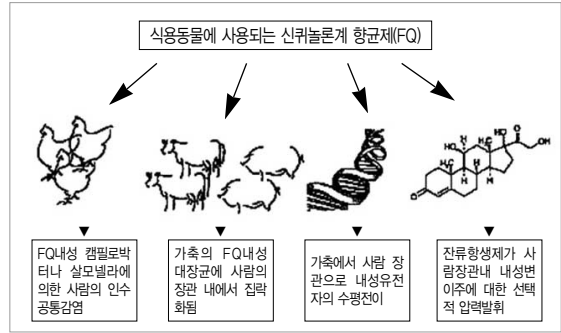 식용동물에 사용되는 신퀴놀론계 항균제(FQ)
FQ내성 캠필로박
터나 살모넬라에
의한 사람의 인수
공통감염
가축의 FQ내성
대장균에 사람의
장관 내에서 집락
화됨
가축에서 사람 장
관으로 내성유전
자의 수평전이
잔류항생제가 사
람장관내 내성변
이주에 대한 선택
적 압력발휘
HO
H
H
H
OH
O
OH
O